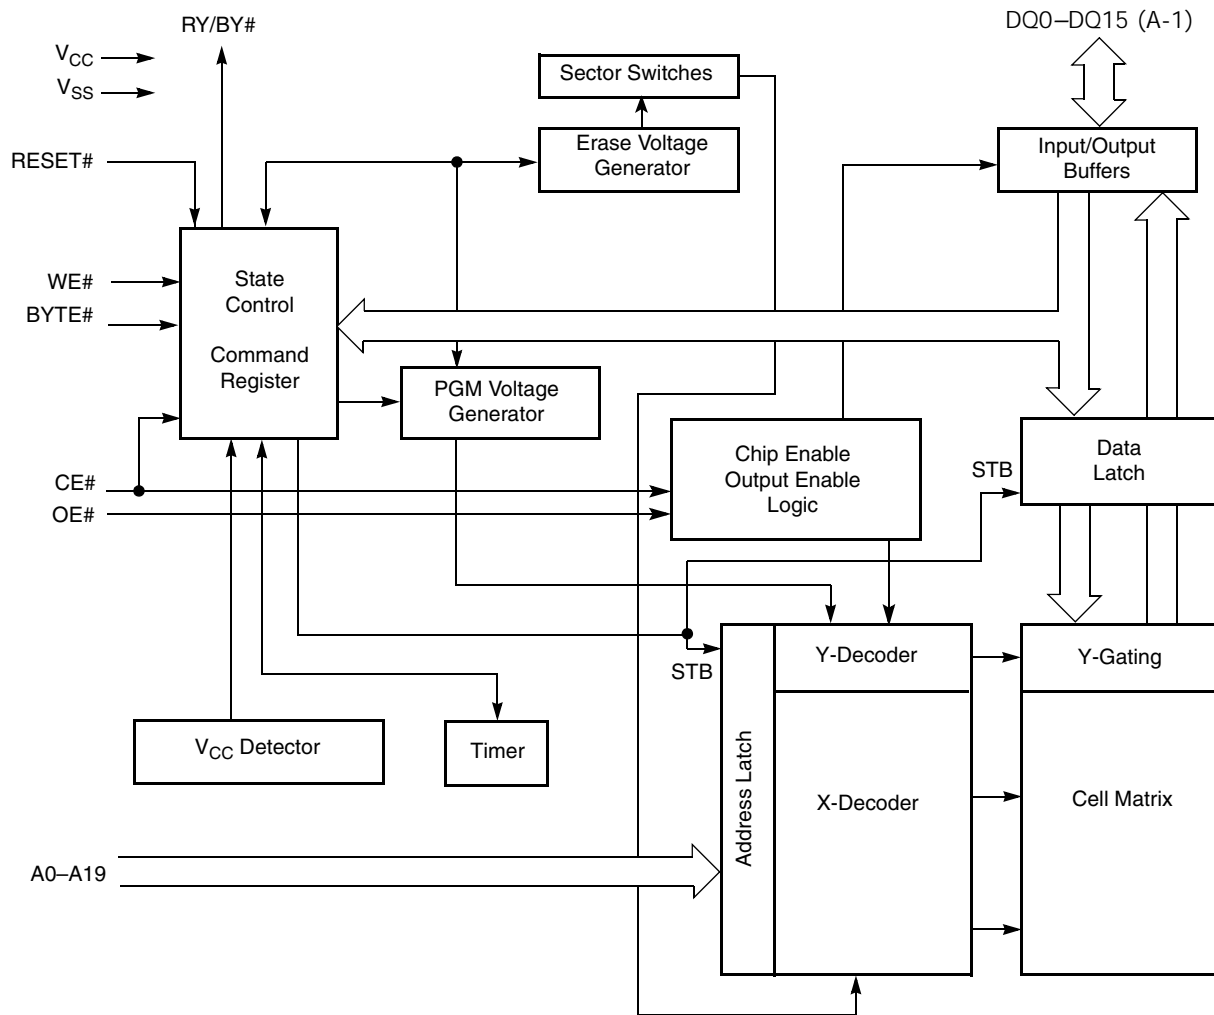 RY/BY#
DQ0–DQ15 (A-1)
VCC
VSS
Sector Switches
RESET#
Erase Voltage
Generator
Input/Output
Buffers
WE#
BYTE#
State
Control
Command
Register
PGM Voltage
Generator
Chip Enable
Output Enable
Logic
Data
Latch
STB
CE#
OE#
STB
Y-Decoder
Y-Gating
VCC Detector
Timer
Address Latch
X-Decoder
Cell Matrix
A0–A19